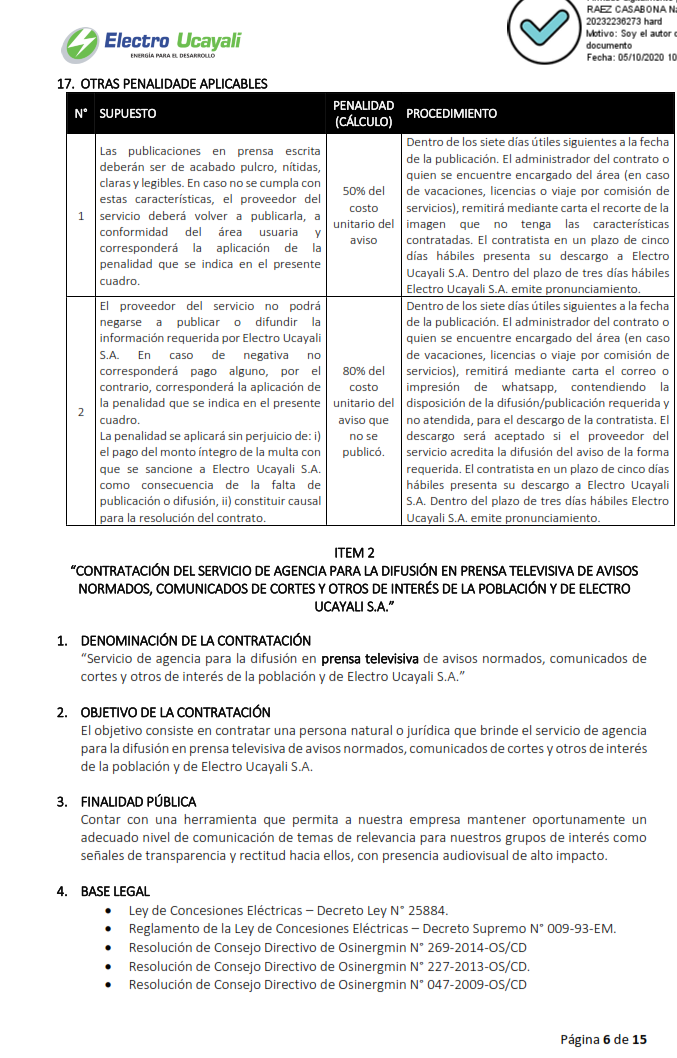 RAEZ CASABONA
20232236273 hard
Motivo: Soy el autor
documento
Fecha: 05/10/2020 10
Electro Ucayali
ENERGÍA PARA EL DESARROLLO
17. OTRAS PENALIDADE APLICABLES
N° SUPUESTO PENALIDAD (CÁLCULO) PROCEDIMIENTO
1
Las publicaciones en prensa escrita
deberán ser de acabado pulcro, nítidas,
claras y legibles. En caso no se cumpla con
estas características, el proveedor del
servicio deberá volver a publicarla, a
conformidad del área usuaria y
corresponderá la aplicación de la
penalidad que se indica en el presente
cuadro.
50% del
costo
unitario del
aviso
Dentro de los siete días útiles siguientes a la fecha
de la publicación. El administrador del contrato o
quien se encuentre encargado del área (en caso
de vacaciones, licencias o viaje por comisión de
servicios), remitirá mediante carta el recorte de la
imagen que no tenga las características
contratadas. El contratista en un plazo de cinco
días hábiles presenta su descargo a Electro
Ucayali S.A. Dentro del plazo de tres días hábiles
Electro Ucayali S.A. emite pronunciamiento.
2
El proveedor del servicio no podrá
negarse a publicar o difundir la
información requerida por Electro Ucayali
S.A. En caso de negativa no
corresponderá pago alguno, por el
contrario, corresponderá la aplicación de
la penalidad que se indica en el presente
cuadro.
La penalidad se aplicará sin perjuicio de: i)
el pago del monto íntegro de la multa con
que se sancione a Electro Ucayali S.A.
como consecuencia de la falta de
publicación o difusión, ii) constituir causal
para la resolución del contrato.
80% del
costo
unitario del
aviso que
no se
publicó.
Dentro de los siete días útiles siguientes a la fecha
de la publicación. El administrador del contrato o
quien se encuentre encargado del área (en caso
de vacaciones, licencias o viaje por comisión de
servicios), remitirá mediante carta el correo o
impresión de whatsapp, conteniendo la
disposición de la difusión/publicación requerida y
no atendida, para el descargo de la contratista. El
descargo será aceptado si el proveedor del
servicio acredita la difusión del aviso de la forma
requerida. El contratista en un plazo de cinco días
hábiles presenta su descargo a Electro Ucayali
S.A. Dentro del plazo de tres días hábiles Electro
Ucayali S.A. emite pronunciamiento.
ITEM 2
“CONTRATACIÓN DEL SERVICIO DE AGENCIA PARA LA DIFUSIÓN EN PRENSA TELEVISIVA DE AVISOS
NORMADOS, COMUNICADOS DE CORTES Y OTROS DE INTERÉS DE LA POBLACIÓN Y DE ELECTRO
UCAYALI S.A.”
1. DENOMINACIÓN DE LA CONTRATACIÓN
“Servicio de agencia para la difusión en prensa televisiva de avisos normados, comunicados de
cortes y otros de interés de la población y de Electro Ucayali S.A.”
2. OBJETIVO DE LA CONTRATACIÓN
El objetivo consiste en contratar una persona natural o jurídica que brinde el servicio de agencia
para la difusión en prensa televisiva de avisos normados, comunicados de cortes y otros de interés
de la población y de Electro Ucayali S.A.
3. FINALIDAD PÚBLICA
Contar con una herramienta que permita a nuestra empresa mantener oportunamente un
adecuado nivel de comunicación de temas de relevancia para nuestros grupos de interés como
señales de transparencia y rectitud hacia ellos, con presencia audiovisual de alto impacto.
4. BASE LEGAL
• Ley de Concesiones Eléctricas – Decreto Ley N° 25884.
• Reglamento de la Ley de Concesiones Eléctricas – Decreto Supremo N° 009-93-EM.
• Resolución de Consejo Directivo de Osinergmin N° 269-2014-OS/CD
• Resolución de Consejo Directivo de Osinergmin N° 227-2013-OS/CD.
• Resolución de Consejo Directivo de Osinergmin N° 047-2009-OS/CD
Página 6 de 15